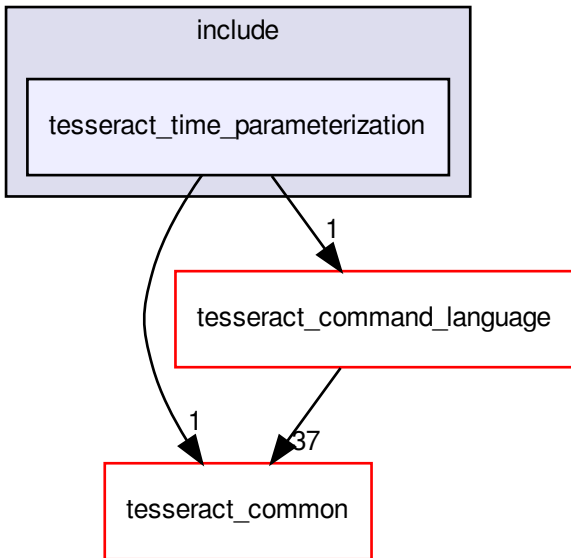 include
tesseract_time_parameterization
1
tesseract_command_language
1
37
tesseract_common